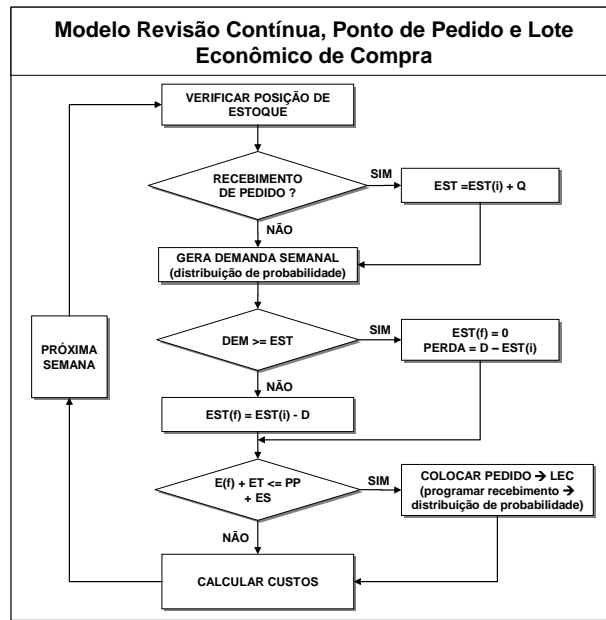 Modelo Revisão Contínua, Ponto de Pedido e Lote
Econômico de Compra
VERIFICAR POSIÇÃO DE
ESTOQUE
RECEBIMENTO
DE PEDIDO ?
SIM
EST =EST(i) + Q
NÃO
GERA DEMANDA SEMANAL
(distribuição de probabilidade)
DEM >= EST
SIM
EST(f) = 0
PERDA = D – EST(i)
PRÓXIMA
SEMANA
NÃO
EST(f) = EST(i) - D
E(f) + ET <= PP
+ ES
SIM
COLOCAR PEDIDO → LEC
(programar recebimento →
distribuição de probabilidade)
NÃO
CALCULAR CUSTOS